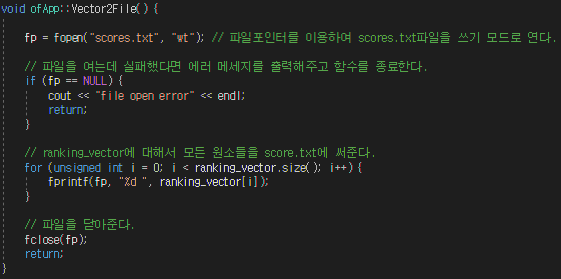 void ofApp::Vector2File() {
fp = fopen("scores.txt", "wt"); // 파일포인터를 이용하여 scores.txt파일을 쓰기 모드로 연다.
// 파일을 여는데 실패했다면 에러 메세지를 출력해주고 함수를 종료한다.
if (fp == NULL) {
cout << "file open error" << endl;
return;
}
// ranking_vector에 대해서 모든 원소들을 score.txt에 써준다.
for (unsigned int i = 0; i < ranking_vector.size(); i++) {
fprintf(fp, "%d ", ranking_vector[i]);
}
// 파일을 닫아준다.
fclose(fp);
return;
}